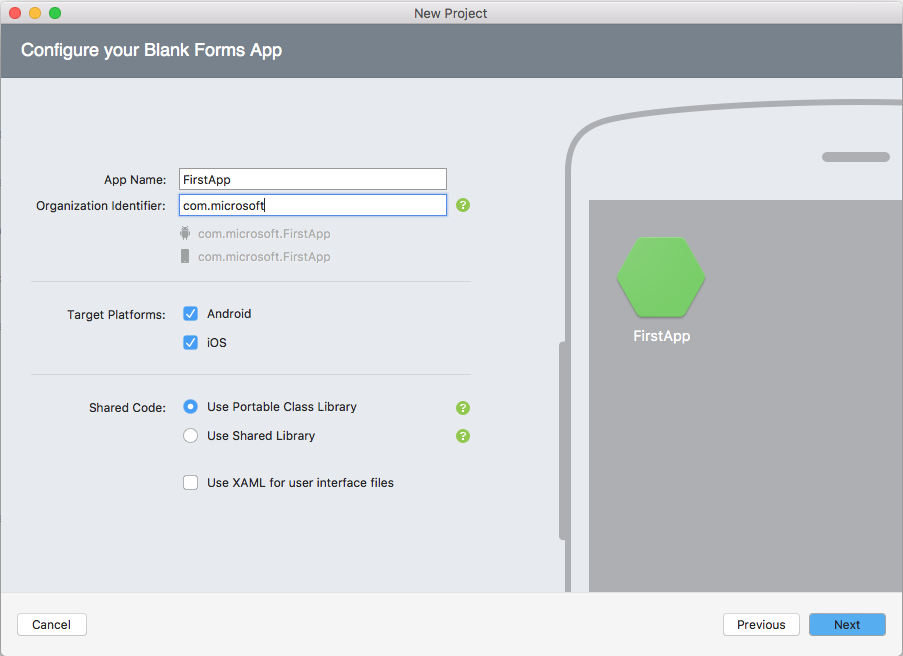 New Project
Configure your Blank Forms App
App Name: FirstApp
Organization Identifier: com.microsoft ?
com.microsoft.FirstApp
com.microsoft.FirstApp
Target Platforms: Android
iOS
Shared Code: Use Portable Class Library ?
Use Shared Library ?
Use XAML for user interface files
FirstApp
Cancel Previous Next